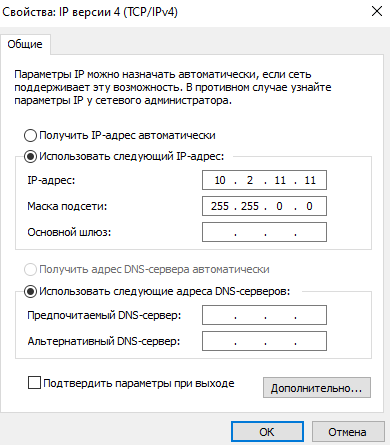 Свойства: IP версии 4 (TCP/IPv4)
Общие
Параметры IP можно назначать автоматически, если сеть
поддерживает эту возможность. В противном случае узнайте
параметры IP у сетевого администратора.
Получить IP-адрес автоматически
Использовать следующий IP-адрес:
IP-адрес: 10 . 2 . 11 . 11
Маска подсети: 255 . 255 . 0 . 0
Основной шлюз: . . .
Получить адрес DNS-сервера автоматически
Использовать следующие адреса DNS-серверов:
Предпочитаемый DNS-сервер: . . .
Альтернативный DNS-сервер: . . .
Подтвердить параметры при выходе
Дополнительно...
ОК Отмена